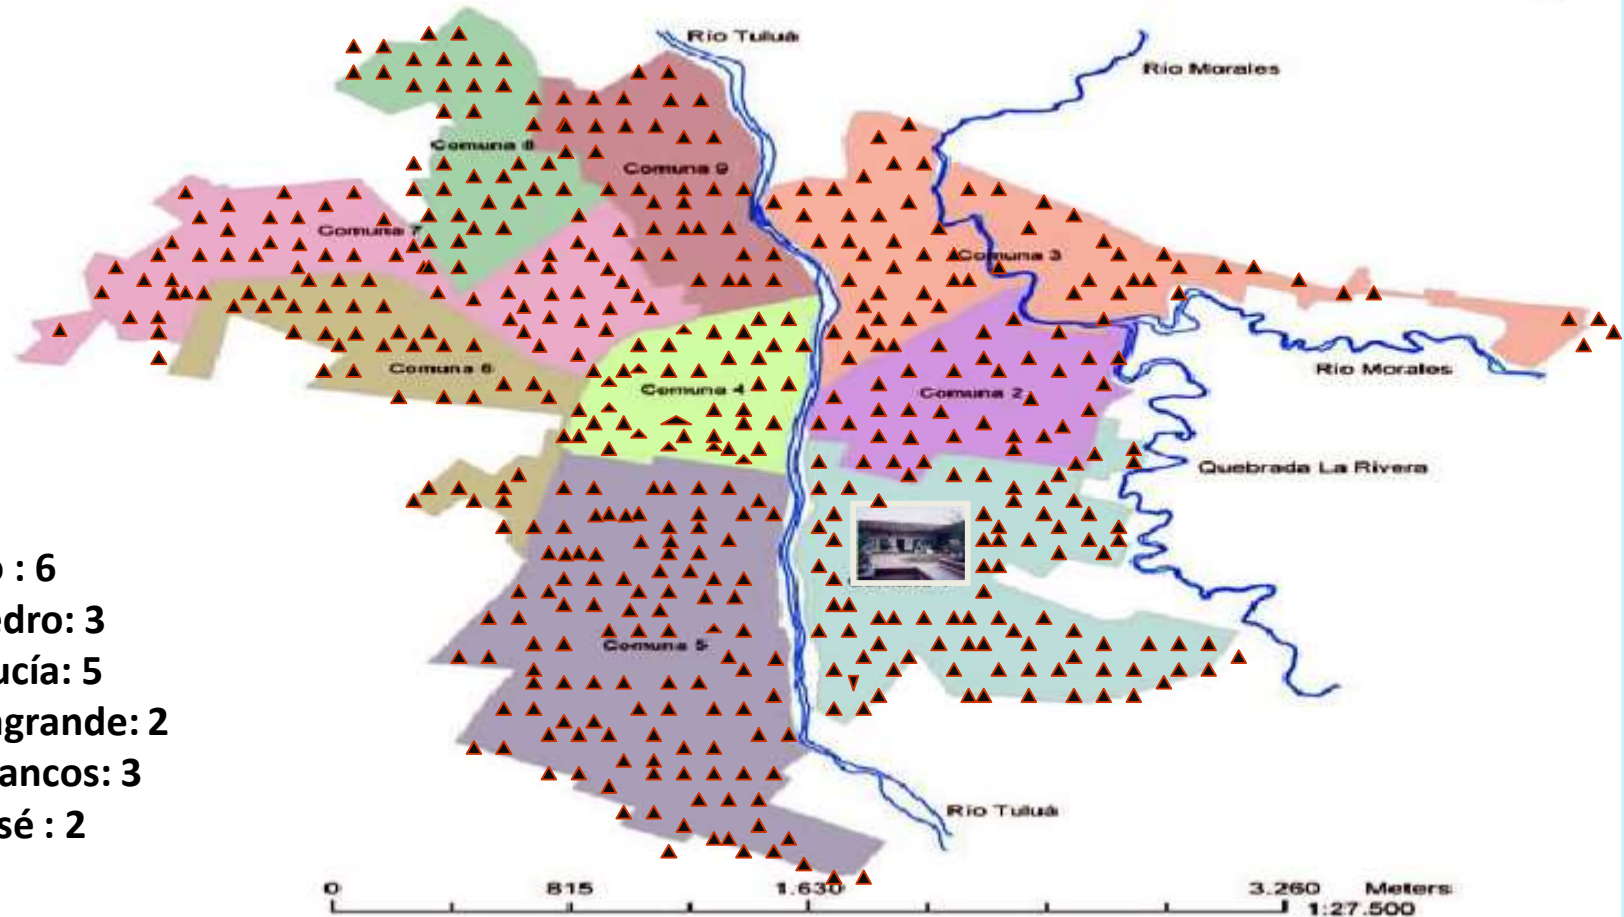 Río Tuluá
Río Morales
Comuna 8
Comuna 9
Comuna 7
Comuna 3
Comuna 6
Comuna 4
Comuna 2
Río Morales
Quebrada La Rivera
: 6
edro: 3
ucía: 5
grande: 2
ancos: 3
sé : 2
Comuna 5
Río Tuluá
0 815 1.630 3.260 Meters
1:27.500